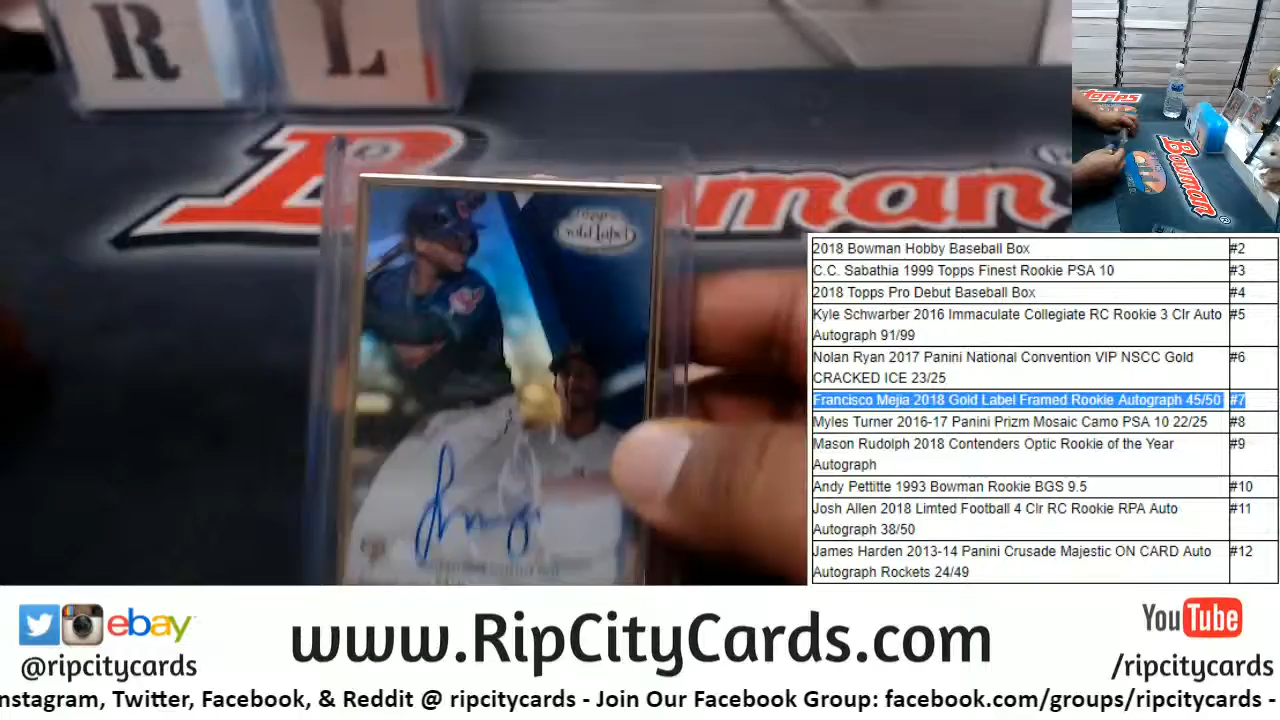 R L
Bowman
Topps
Gold Label
TOPPS
Bowman
2018 Bowman Hobby Baseball Box #2
C.C. Sabathia 1999 Topps Finest Rookie PSA 10 #3
2018 Topps Pro Debut Baseball Box #4
Kyle Schwarber 2016 Immaculate Collegiate RC Rookie 3 Clr Auto #5
Autograph 91/99
Nolan Ryan 2017 Panini National Convention VIP NSCC Gold #6
CRACKED ICE 23/25
Francisco Mejia 2018 Gold Label Framed Rookie Autograph 45/50 #7
Myles Turner 2016-17 Panini Prizm Mosaic Camo PSA 10 22/25 #8
Mason Rudolph 2018 Contenders Optic Rookie of the Year #9
Autograph
Andy Pettitte 1993 Bowman Rookie BGS 9.5 #10
Josh Allen 2018 Limted Football 4 Clr RC Rookie RPA Auto #11
Autograph 38/50
James Harden 2013-14 Panini Crusade Majestic ON CARD Auto #12
Autograph Rockets 24/49
ebay
@ripcitycards
www.RipCityCards.com
YouTube
/ripcitycards
nstagram, Twitter, Facebook, & Reddit @ ripcitycards - Join Our Facebook Group: facebook.com/groups/ripcitycards -